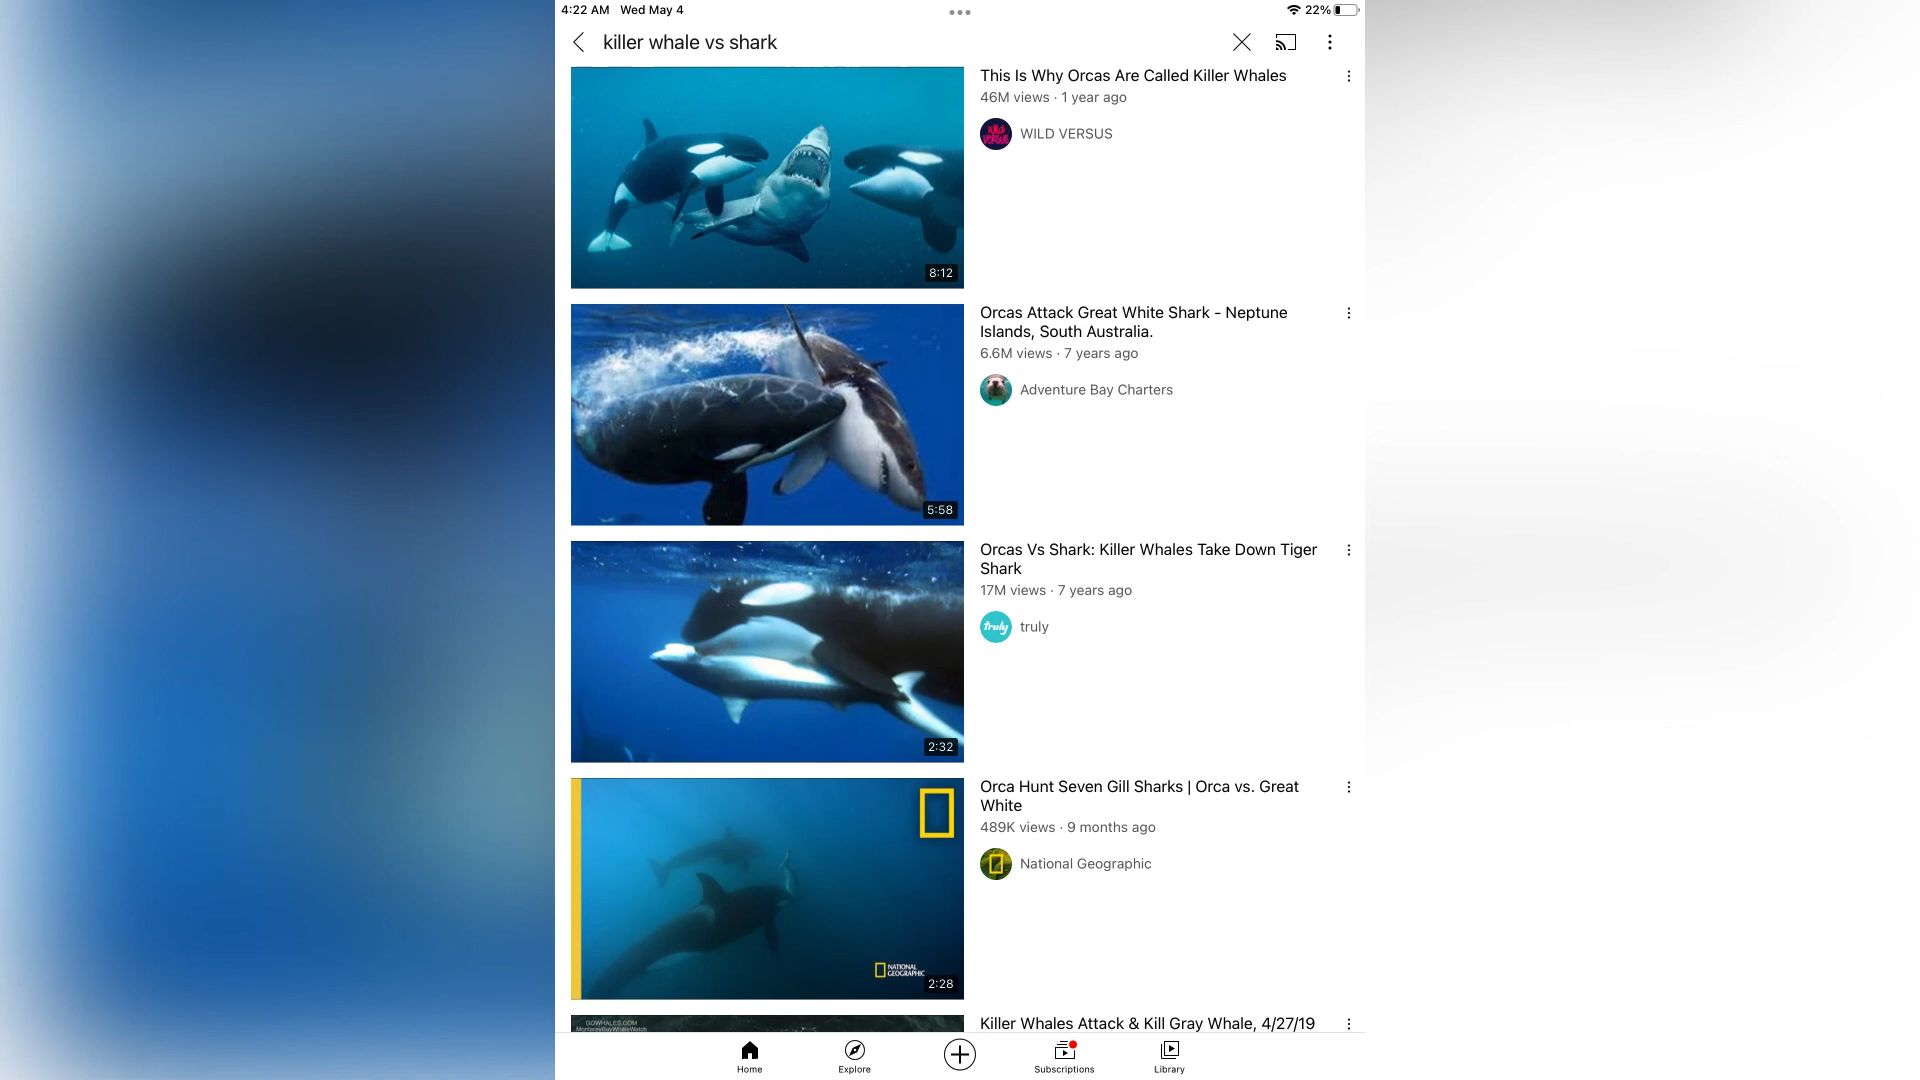 4:22 AM Wed May 4
22%
killer whale vs shark
This Is Why Orcas Are Called Killer Whales
46M views · 1 year ago
WILD VERSUS
WILD VERSUS
8:12
Orcas Attack Great White Shark - Neptune
Islands, South Australia.
6.6M views · 7 years ago
Adventure Bay Charters
5:58
Orcas Vs Shark: Killer Whales Take Down Tiger
Shark
17M views · 7 years ago
truly
truly
2:32
Orca Hunt Seven Gill Sharks | Orca vs. Great
White
489K views · 9 months ago
National Geographic
NATIONAL
GEOGRAPHIC
2:28
GOWHALES.COM
MontereyBayWhaleWatch
Killer Whales Attack & Kill Gray Whale, 4/27/19
Home
Explore
Subscriptions
Library